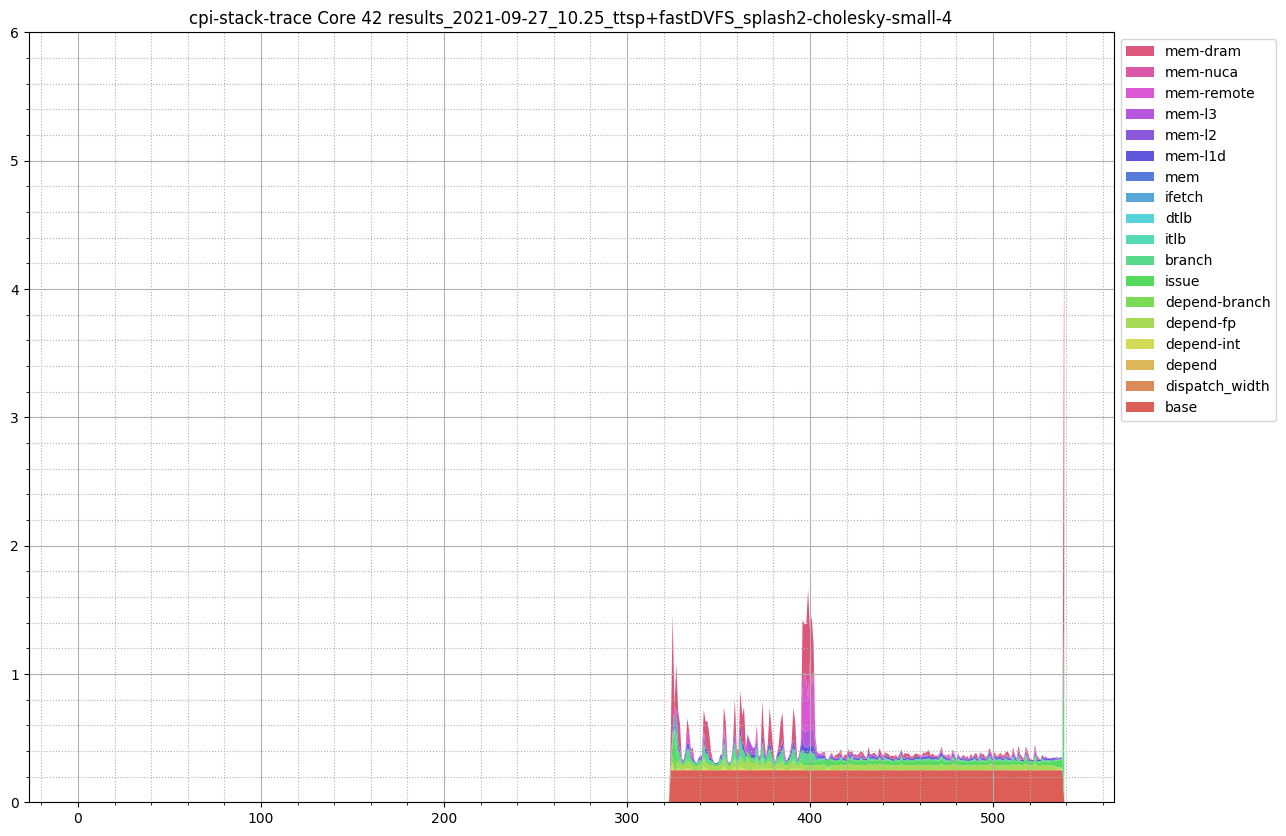 cpi-stack-trace Core 42 results_2021-09-27_10.25_ttsp+fastDVFS_splash2-cholesky-small-4
6
5
4
3
2
1
0
0 100 200 300 400 500
mem-dram
mem-nuca
mem-remote
mem-l3
mem-l2
mem-l1d
mem
ifetch
dtlb
itlb
branch
issue
depend-branch
depend-fp
depend-int
depend
dispatch_width
base